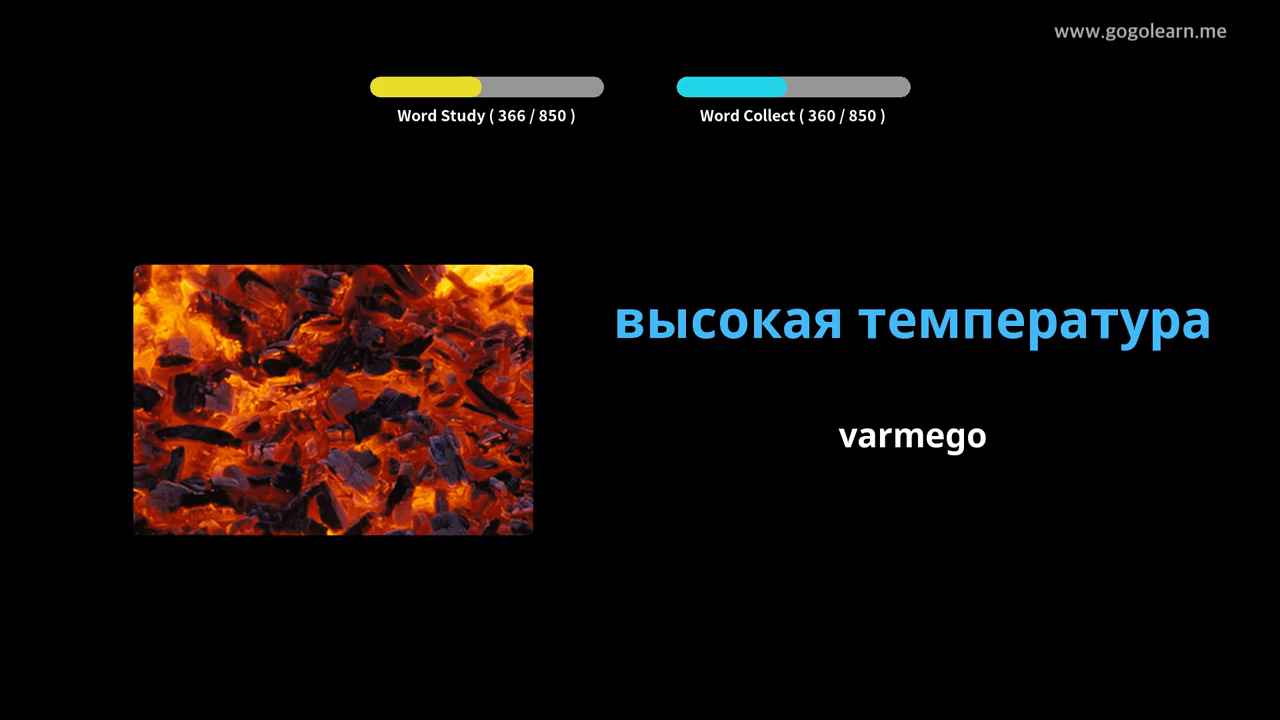 www.gogolearn.me
Word Study ( 366 / 850 )
Word Collect ( 360 / 850 )
высокая температура
varmego